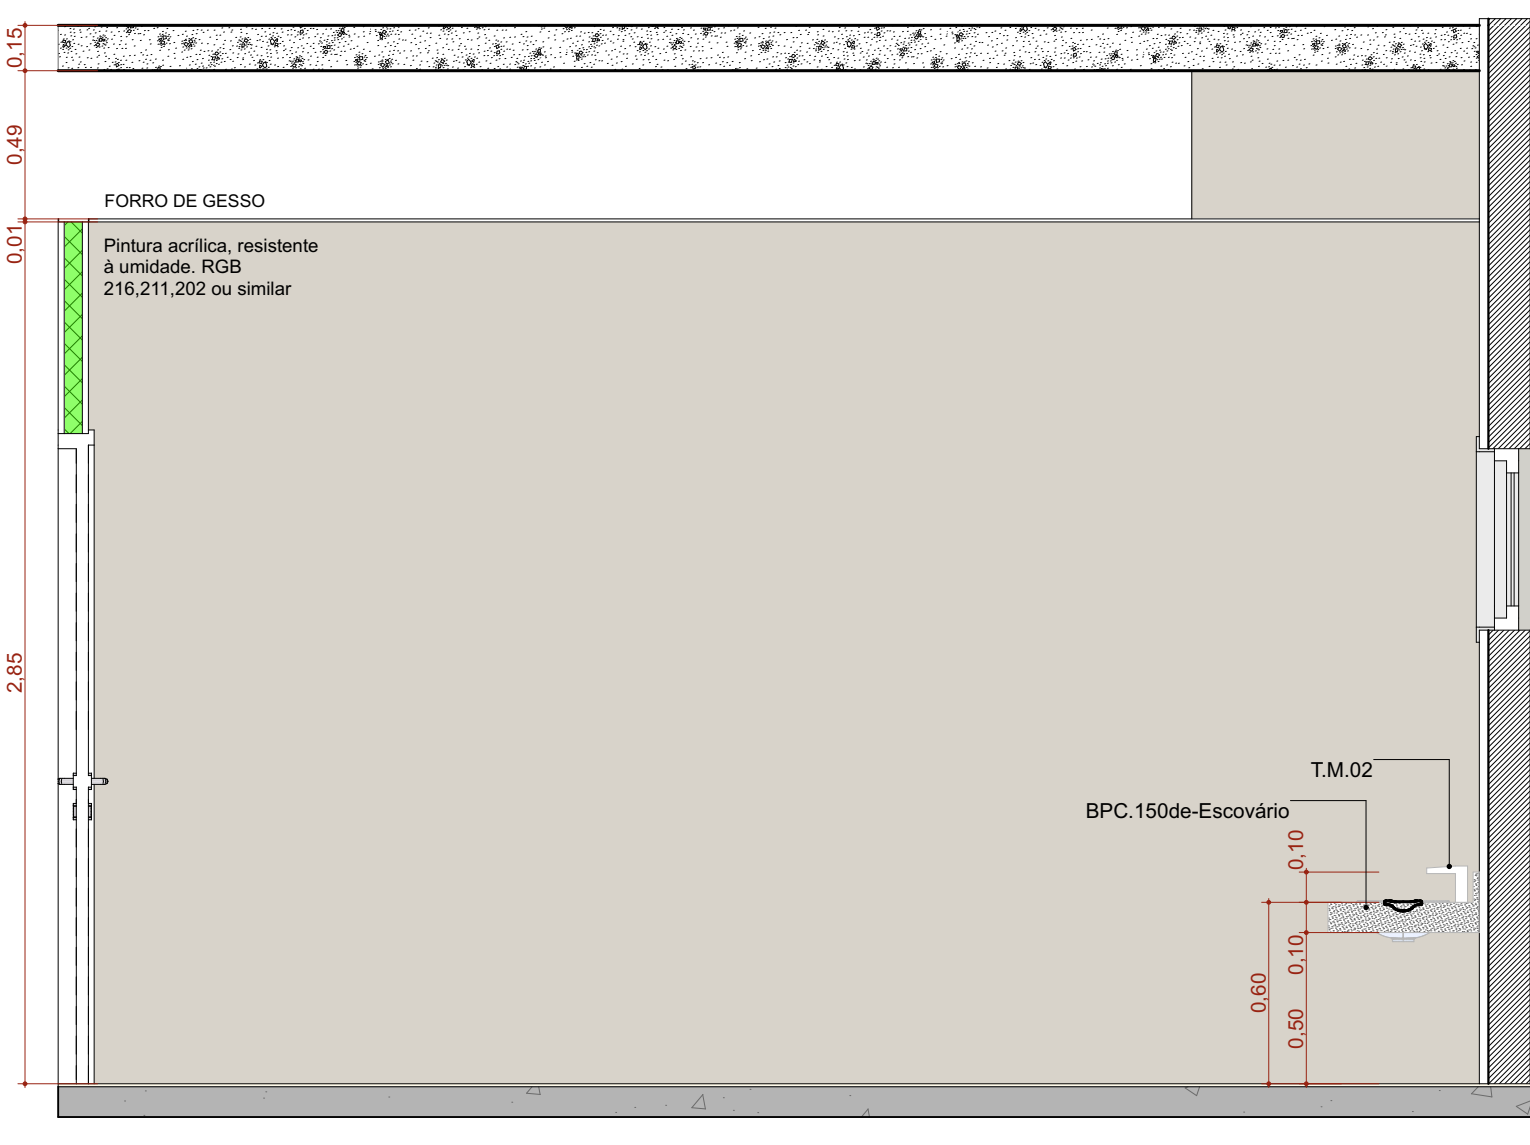 0,15
0,49
FORRO DE GESSO
0,01
Pintura acrílica, resistente
à umidade. RGB
216,211,202 ou similar
2,85
T.M.02
BPC.150de-Escovário
0,10
0,10
0,60
0,50